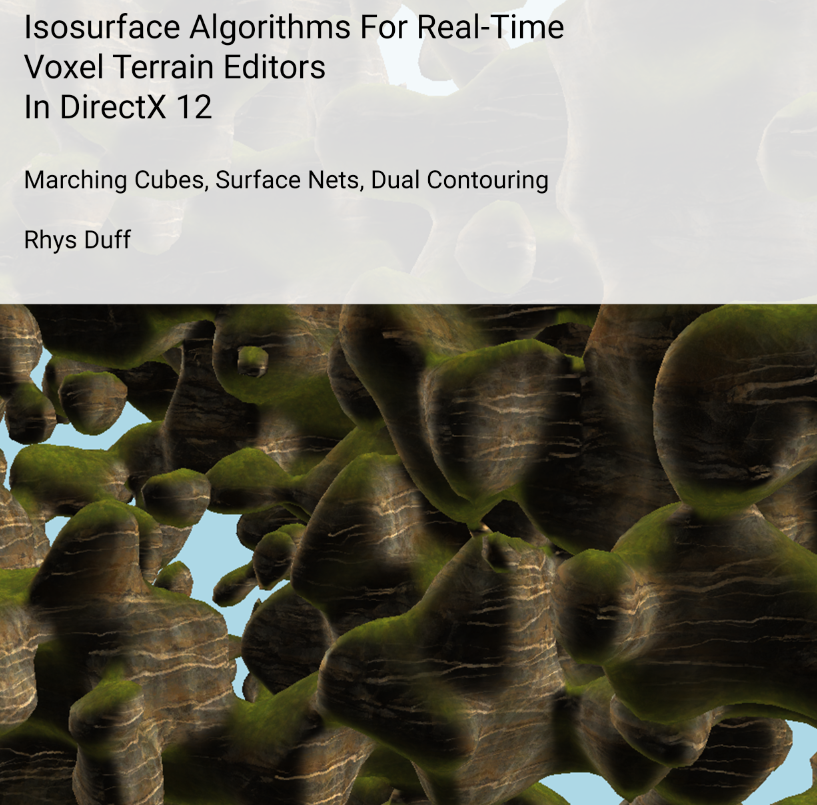 Isosurface Algorithms For Real-Time
Voxel Terrain Editors
In DirectX 12
Marching Cubes, Surface Nets, Dual Contouring
Rhys Duff